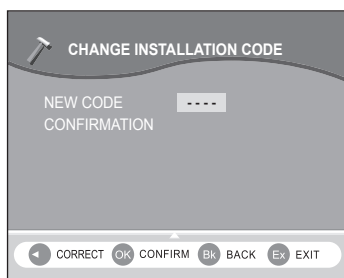 CHANGE INSTALLATION CODE
NEW CODE - - - -
CONFIRMATION
OK Bk Ex
CORRECT CONFIRM BACK EXIT